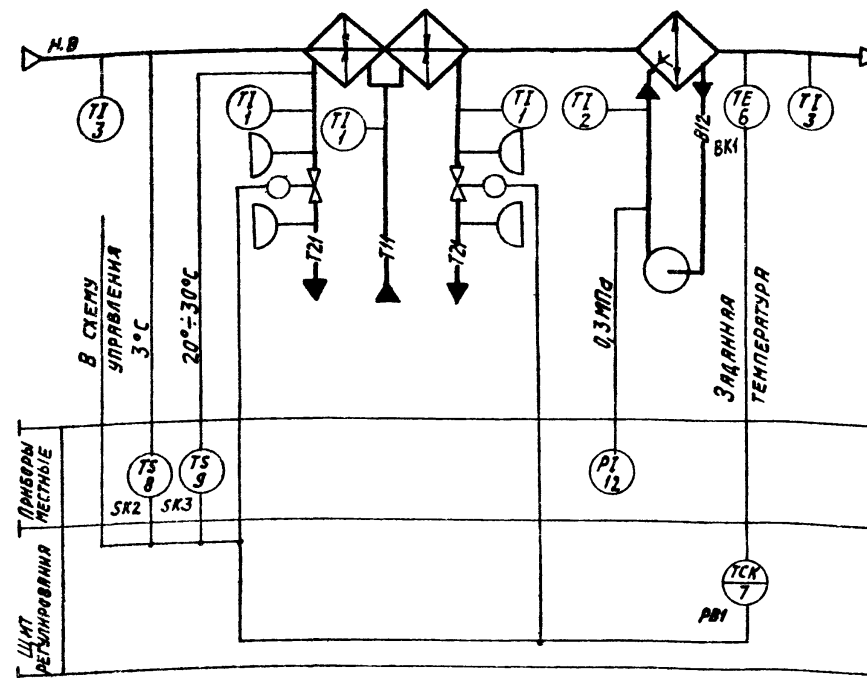 Н.В
TI
3
TI
1
TI
1
TI
1
TI
2
TE
6
TI
3
В12
ВК1
Т21
Т11
Т21
В СХЕМУ
УПРАВЛЕНИЯ
3°С
20°÷30°С
0,3 МПа
ЗАДАННАЯ
ТЕМПЕРАТУРА
ПРИБОРЫ
МЕСТНЫЕ
TS
8
SK2
TS
9
SK3
PI
12
ЩИТ
РЕГУЛИРОВАНИЯ
TCK
7
РВ1